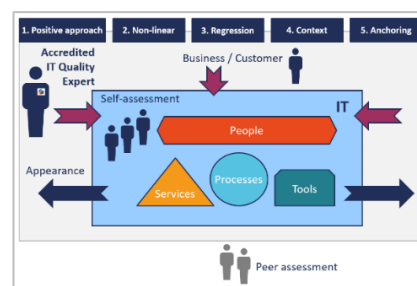 1. Positive approach
2. Non-linear
3. Regression
4. Context
5. Anchoring
Accredited
IT Quality
Expert
Business / Customer
Self-assessment
IT
People
Appearance
Services
Processes
Tools
Peer assessment